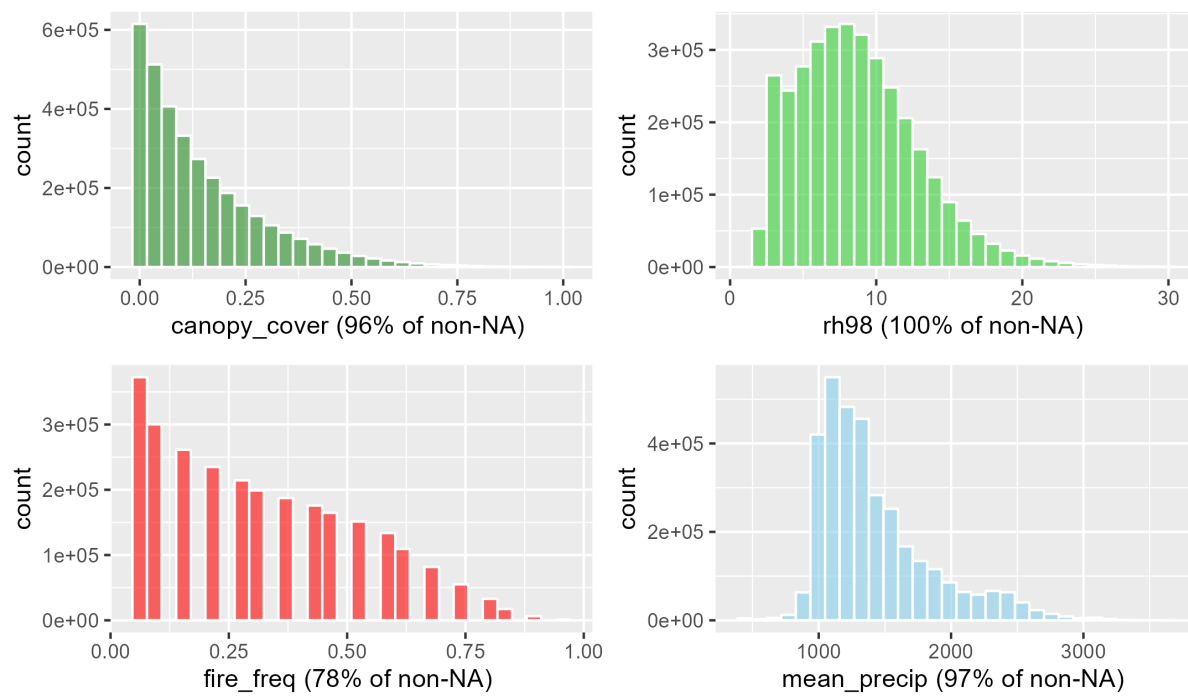 6e+05
4e+05
2e+05
0e+00
count
0.00 0.25 0.50 0.75 1.00
canopy_cover (96% of non-NA)
3e+05
2e+05
1e+05
0e+00
count
0 10 20 30
rh98 (100% of non-NA)
3e+05
2e+05
1e+05
0e+00
count
0.00 0.25 0.50 0.75 1.00
fire_freq (78% of non-NA)
4e+05
2e+05
0e+00
count
1000 2000 3000
mean_precip (97% of non-NA)